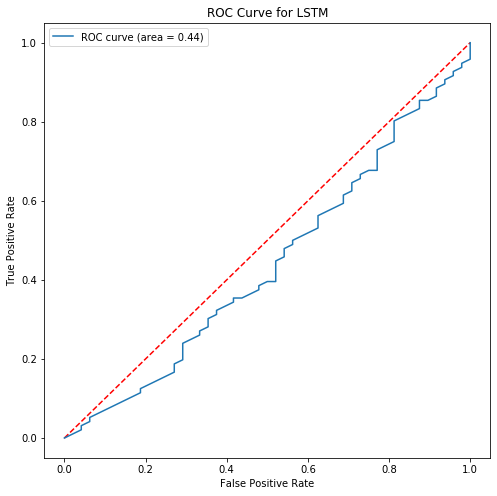 ROC Curve for LSTM
ROC curve (area = 0.44)
1.0
0.8
0.6
0.4
0.2
0.0
True Positive Rate
0.0 0.2 0.4 0.6 0.8 1.0
False Positive Rate